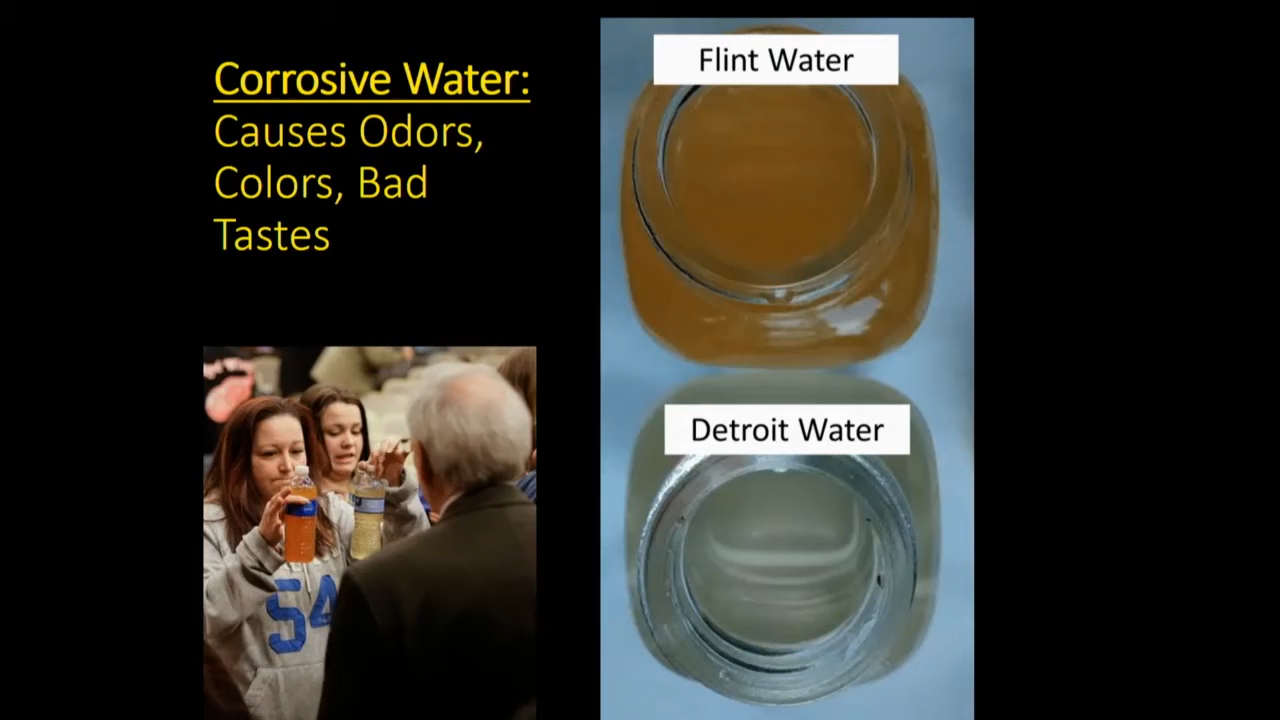 Corrosive Water:
Causes Odors,
Colors, Bad
Tastes
Flint Water
Detroit Water
54